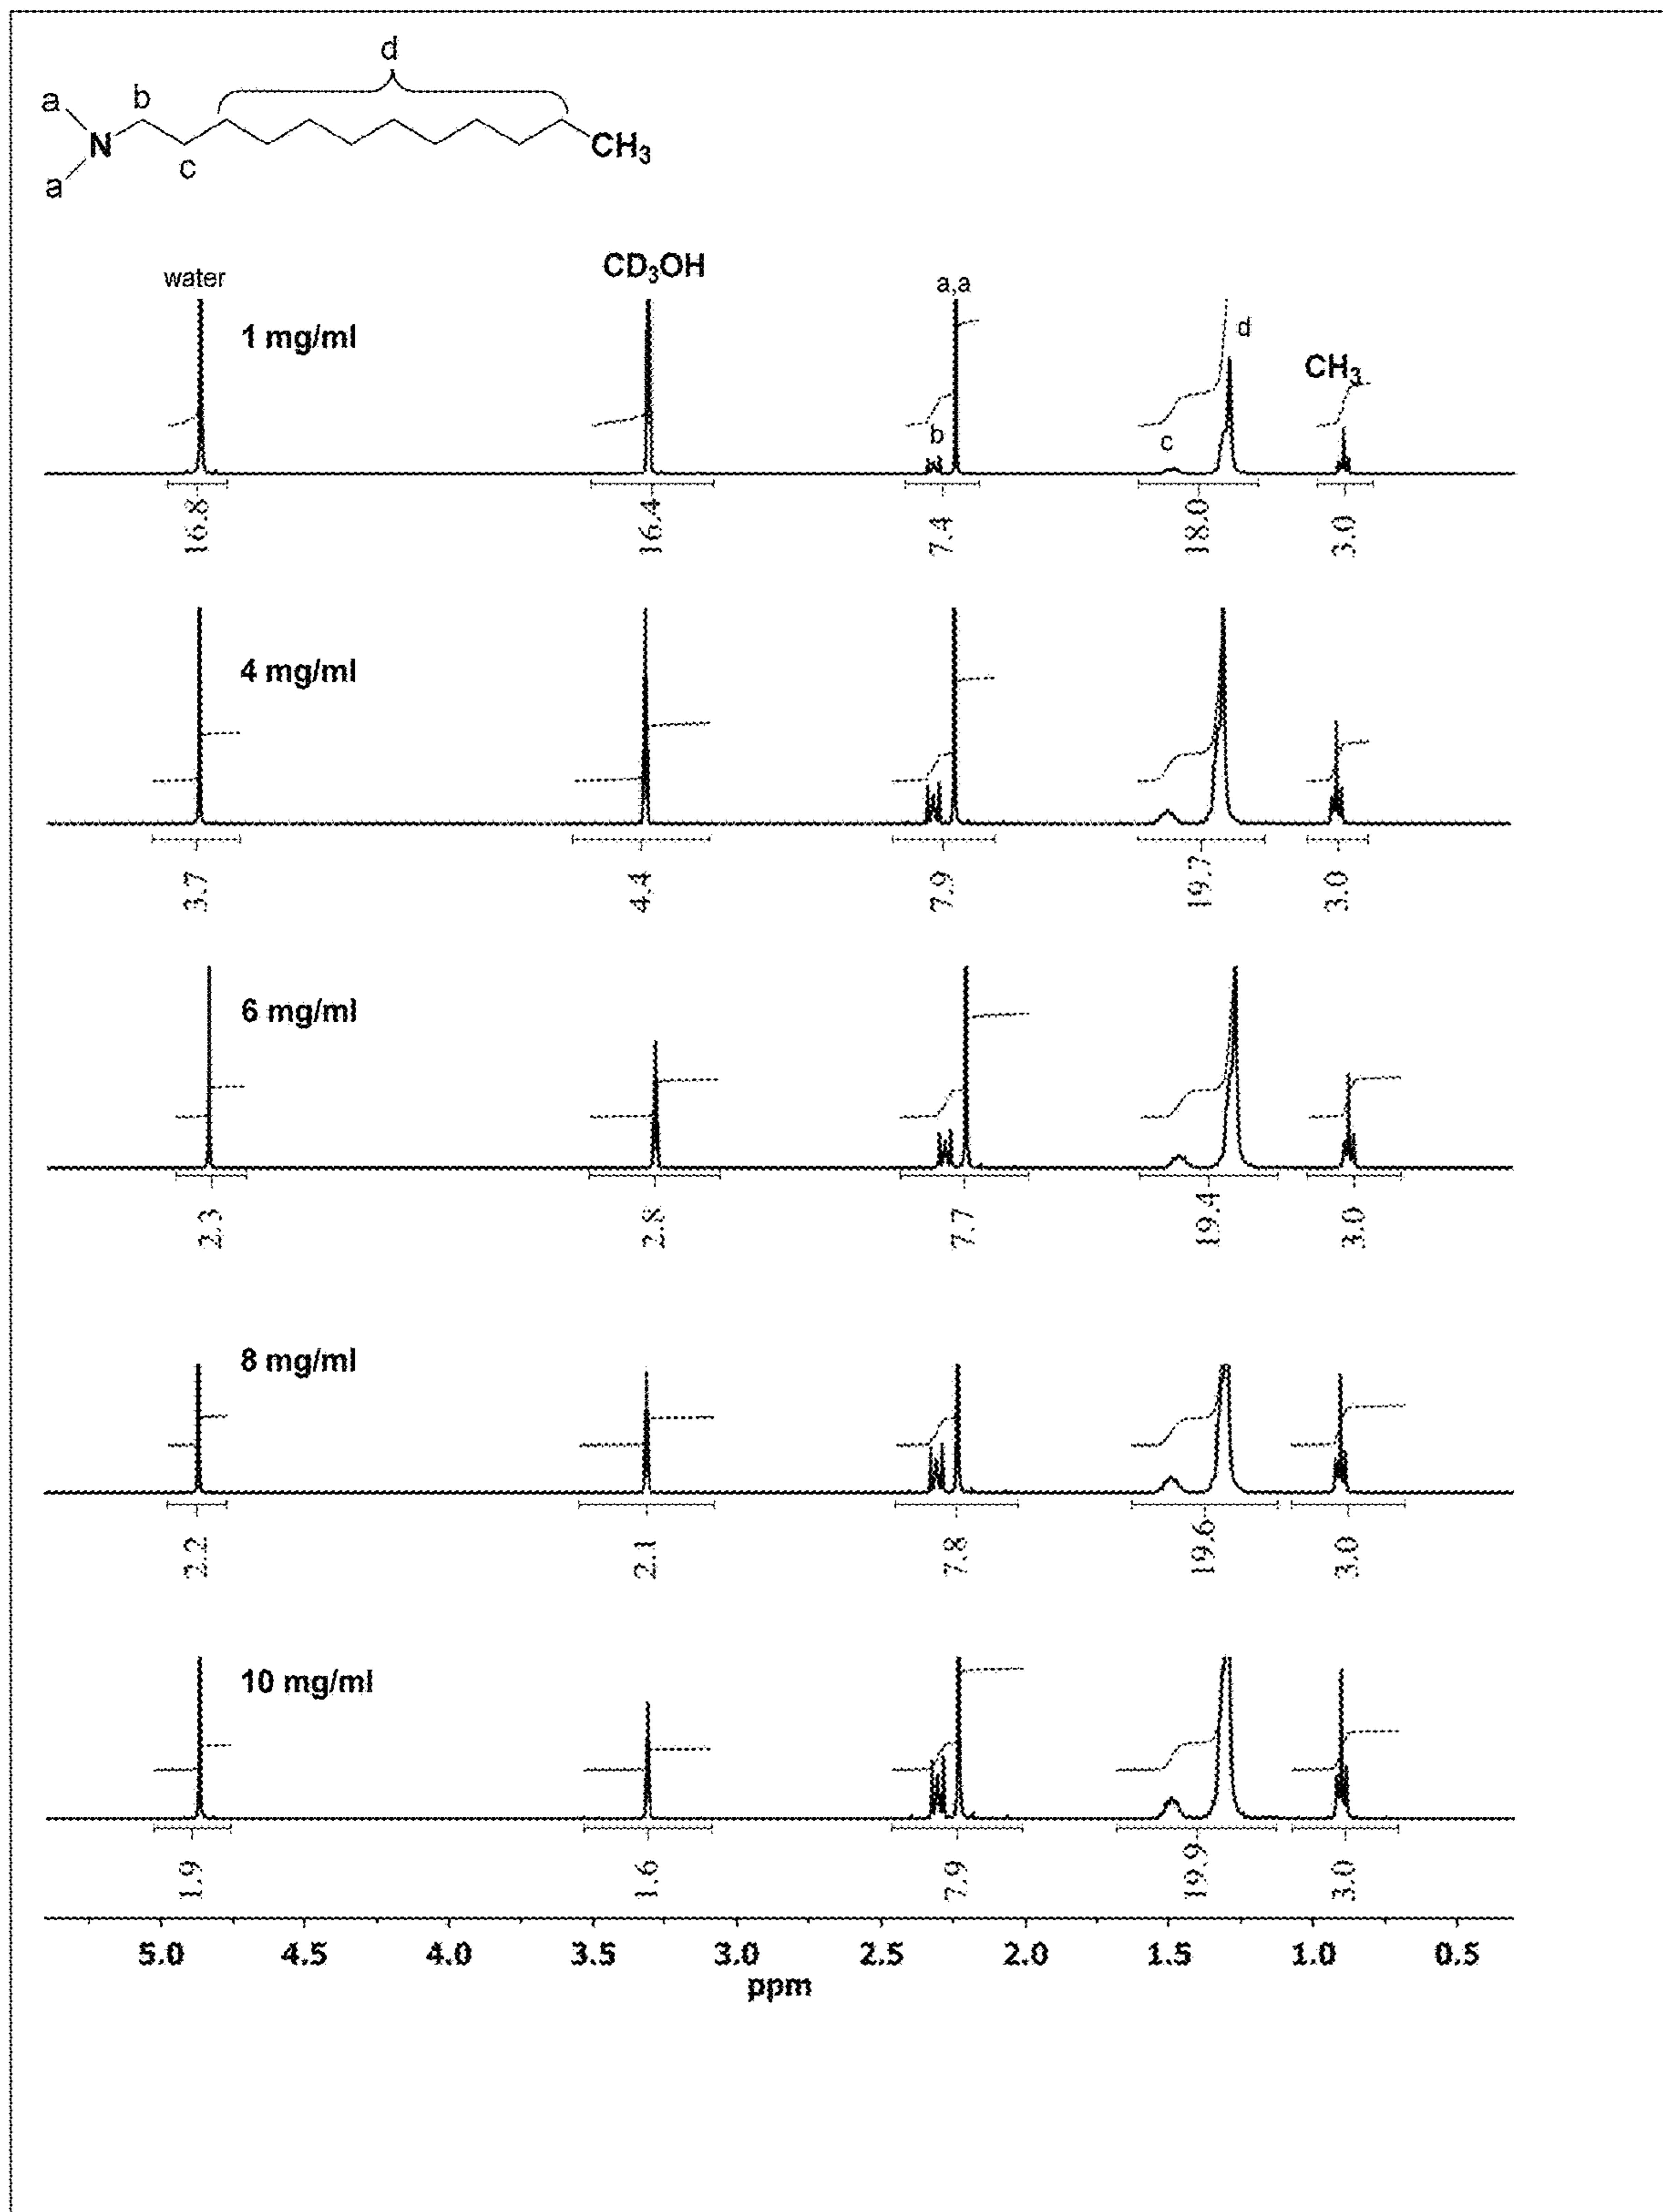 d
a
b
N
CH3
c
a
water
CD3OH
a,a
1 mg/ml
d
CH3
b
c
16.8
16.4
7.4
18.0
3.0
4 mg/ml
3.7
4.4
7.9
19.7
3.0
6 mg/ml
2.3
2.8
7.7
19.4
3.0
8 mg/ml
2.2
2.1
7.8
19.6
3.0
10 mg/ml
1.9
1.6
7.9
19.9
3.0
5.0 4.5 4.0 3.5 3.0 2.5 2.0 1.5 1.0 0.5
ppm